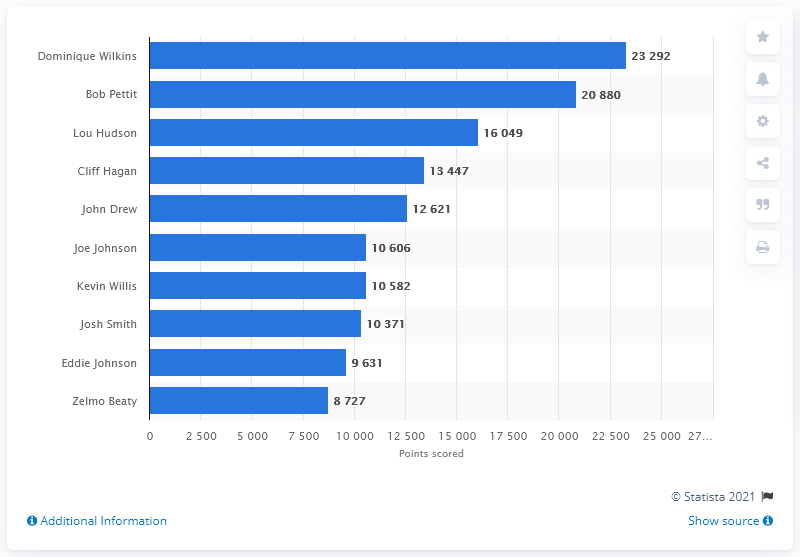 Dominique Wilkins 23 292
Bob Pettit 20 880
Lou Hudson 16 049
Cliff Hagan 13 447
John Drew 12 621
Joe Johnson 10 606
Kevin Willis 10 582
Josh Smith 10 371
Eddie Johnson 9 631
Zelmo Beaty 8 727
0 2 500 5 000 7 500 10 000 12 500 15 000 17 500 20 000 22 500 25 000 27...
Points scored
© Statista 2021
Additional Information Show source